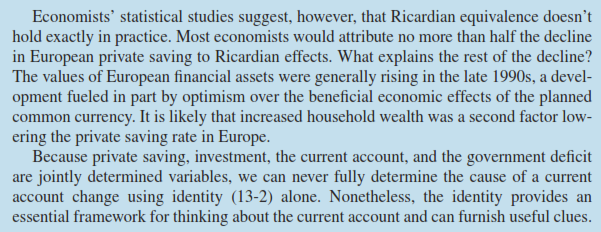 Economists’ statistical studies suggest, however, that Ricardian equivalence doesn’t
hold exactly in practice. Most economists would attribute no more than half the decline
in European private saving to Ricardian effects. What explains the rest of the decline?
The values of European financial assets were generally rising in the late 1990s, a devel-
opment fueled in part by optimism over the beneficial economic effects of the planned
common currency. It is likely that increased household wealth was a second factor low-
ering the private saving rate in Europe.
Because private saving, investment, the current account, and the government deficit
are jointly determined variables, we can never fully determine the cause of a current
account change using identity (13-2) alone. Nonetheless, the identity provides an
essential framework for thinking about the current account and can furnish useful clues.